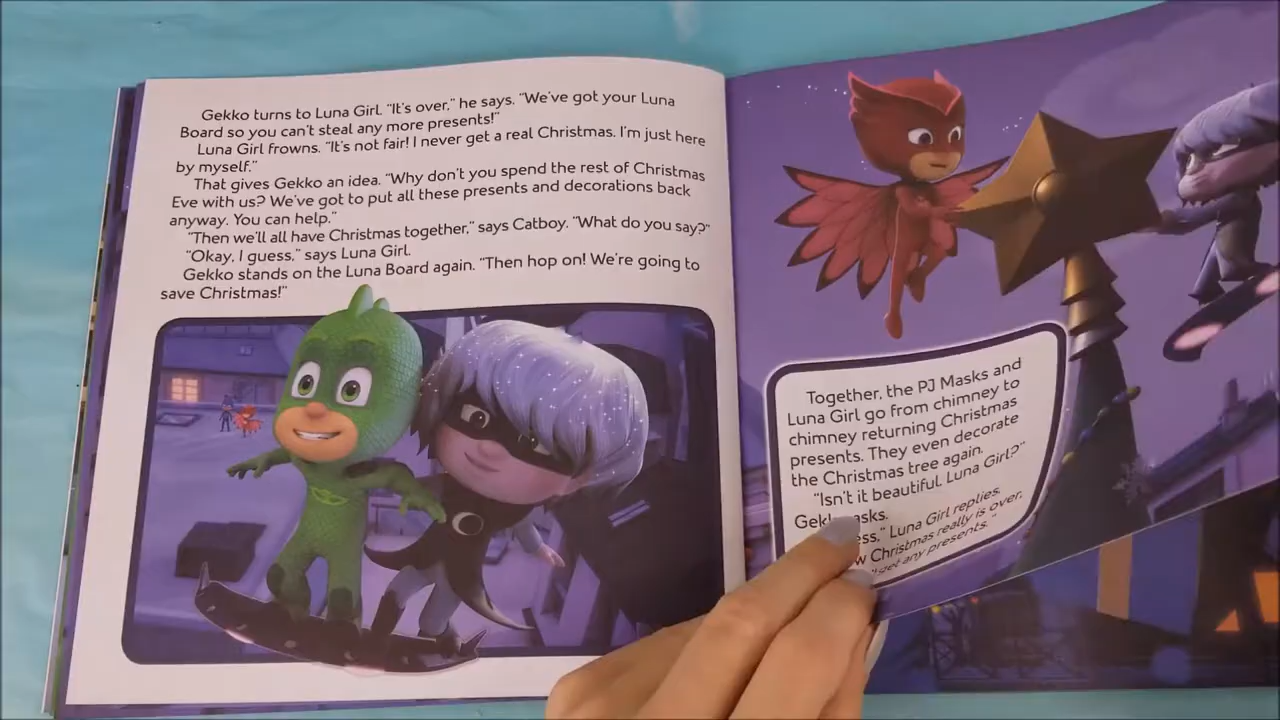 Gekko turns to Luna Girl. "It's over," he says. "We've got your Luna
Board so you can't steal any more presents!"
Luna Girl frowns. "It's not fair! I never get a real Christmas. I'm just here
by myself."
That gives Gekko an idea. "Why don't you spend the rest of Christmas
Eve with us? We've got to put all these presents and decorations back
anyway. You can help."
"Then we'll all have Christmas together," says Catboy. "What do you say?"
"Okay, I guess," says Luna Girl.
Gekko stands on the Luna Board again. "Then hop on! We're going to
save Christmas!"
Together, the PJ Masks and
Luna Girl go from chimney to
chimney returning Christmas
presents. They even decorate
the Christmas tree again.
"Isn't it beautiful, Luna Girl?"
asks.
Luna Girl replies.
Christmas really is over,
get any presents."